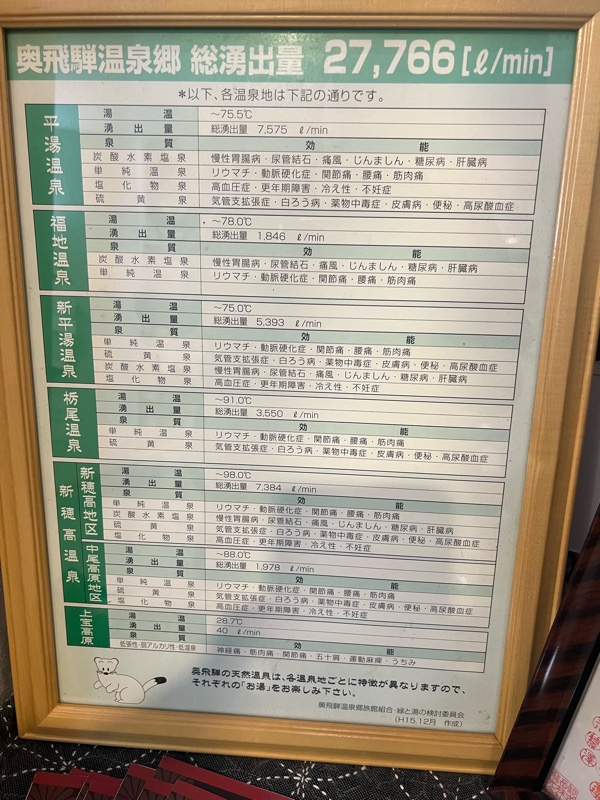 奥飛騨温泉郷 総湧出量 27,766[ℓ/min]
*以下、各温泉地は下記の通りです。
平湯温泉
湯温 〜75.5℃
湧出量 総湧出量 7,575 ℓ/min
泉質 効能
炭酸水素塩泉 慢性胃腸病・尿管結石・痛風・じんましん・糖尿病・肝臓病
単純温泉 リウマチ・動脈硬化症・関節痛・腰痛・筋肉痛
塩化物泉 高血圧症・更年期障害・冷え性・不妊症
硫黄泉 気管支拡張症・白ろう病・薬物中毒症・皮膚病・便秘・高尿酸血症
福地温泉
湯温 〜78.0℃
湧出量 総湧出量 1,846 ℓ/min
泉質 効能
炭酸水素塩泉 慢性胃腸病・尿管結石・痛風・じんましん・糖尿病・肝臓病
単純温泉 リウマチ・動脈硬化症・関節痛・腰痛・筋肉痛
新平湯温泉
湯温 〜75.0℃
湧出量 総湧出量 5,393 ℓ/min
泉質 効能
単純温泉 リウマチ・動脈硬化症・関節痛・腰痛・筋肉痛
硫黄泉 気管支拡張症・白ろう病・薬物中毒症・皮膚病・便秘・高尿酸血症
炭酸水素塩泉 慢性胃腸病・尿管結石・痛風・じんましん・糖尿病・肝臓病
塩化物泉 高血圧症・更年期障害・冷え性・不妊症
栃尾温泉
湯温 〜91.0℃
湧出量 総湧出量 3,550 ℓ/min
泉質 効能
単純温泉 リウマチ・動脈硬化症・関節痛・腰痛・筋肉痛
硫黄泉 気管支拡張症・白ろう病・薬物中毒症・皮膚病・便秘・高尿酸血症
新穂高温泉
新穂高地区
湯温 〜98.0℃
湧出量 総湧出量 7,384 ℓ/min
泉質 効能
単純温泉 リウマチ・動脈硬化症・関節痛・腰痛・筋肉痛
炭酸水素塩泉 慢性胃腸病・尿管結石・痛風・じんましん・糖尿病・肝臓病
硫黄泉 気管支拡張症・白ろう病・薬物中毒症・皮膚病・便秘・高尿酸血症
塩化物泉 高血圧症・更年期障害・冷え性・不妊症
中尾高原地区
湯温 〜88.0℃
湧出量 総湧出量 1,978 ℓ/min
泉質 効能
単純温泉 リウマチ・動脈硬化症・関節痛・腰痛・筋肉痛
硫黄泉 気管支拡張症・白ろう病・薬物中毒症・皮膚病・便秘・高尿酸血症
塩化物泉 高血圧症・更年期障害・冷え性・不妊症
上宝高原
湯温 28.7℃
湧出量 40 ℓ/min
泉質 効能
低張性・弱アルカリ性・低温泉 神経痛・筋肉痛・関節痛・五十肩・運動麻痺・うちみ
奥飛騨の天然温泉は、各温泉地ごとに特徴が異なりますので、
それぞれの「お湯」をお楽しみ下さい。
奥飛騨温泉郷旅館組合・緑と湯の検討委員会
(H15.12月 作成)